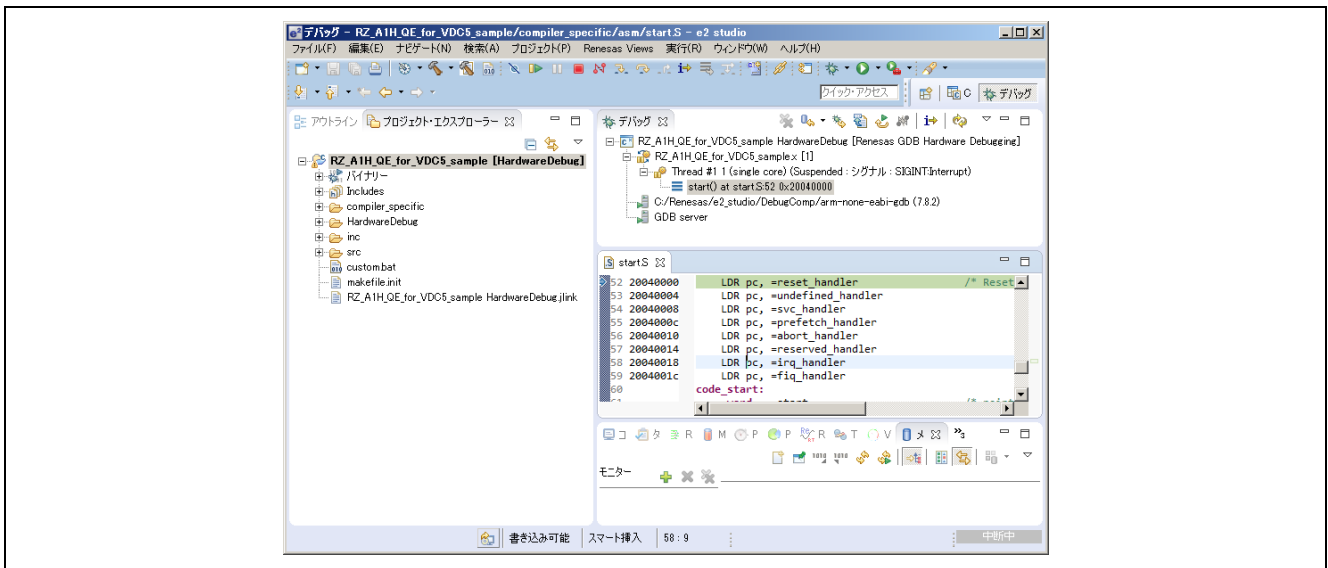 デバッグ - RZ_A1H_QE_for_VDC5_sample/compiler_specific/asm/start.S - e2 studio
ファイル(F) 編集(E) ナビゲート(N) 検索(A) プロジェクト(P) Renesas Views 実行(R) ウィンドウ(W) ヘルプ(H)
クイック・アクセス C デバッグ
アウトライン プロジェクト・エクスプローラー
RZ_A1H_QE_for_VDC5_sample [HardwareDebug]
バイナリー
Includes
compiler_specific
HardwareDebug
inc
src
custom.bat
makefile.init
RZ_A1H_QE_for_VDC5_sample HardwareDebug.jlink
デバッグ
RZ_A1H_QE_for_VDC5_sample HardwareDebug [Renesas GDB Hardware Debugging]
RZ_A1H_QE_for_VDC5_sample.x [1]
Thread #1 1 (single core) (Suspended : シグナル : SIGINT:Interrupt)
start() at start.S:52 0x20040000
C:/Renesas/e2_studio/DebugComp/arm-none-eabi-gdb (7.8.2)
GDB server
start.S
52 20040000 LDR pc, =reset_handler /* Reset
53 20040004 LDR pc, =undefined_handler
54 20040008 LDR pc, =svc_handler
55 2004000c LDR pc, =prefetch_handler
56 20040010 LDR pc, =abort_handler
57 20040014 LDR pc, =reserved_handler
58 20040018 LDR pc, =irq_handler
59 2004001c LDR pc, =fiq_handler
60 code_start:
コ タ R M P P R T V メ
モニター
書き込み可能 スマート挿入 58 : 9 中断中